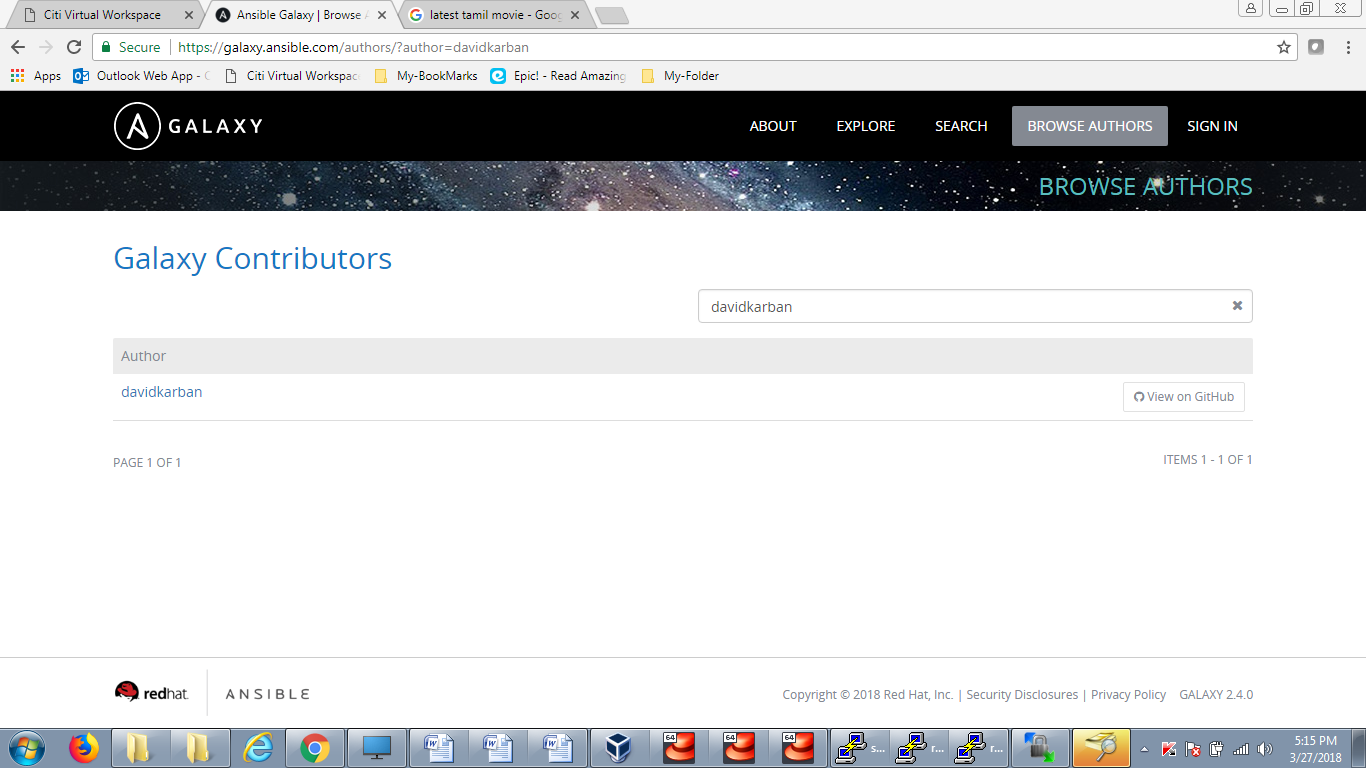 Citi Virtual Workspace
Ansible Galaxy | Browse A
latest tamil movie - Goog
Secure https://galaxy.ansible.com/authors/?author=davidkarban
Apps Outlook Web App - C Citi Virtual Workspac My-BookMarks Epic! - Read Amazing My-Folder
GALAXY ABOUT EXPLORE SEARCH BROWSE AUTHORS SIGN IN
BROWSE AUTHORS
Galaxy Contributors
davidkarban
Author
davidkarban View on GitHub
PAGE 1 OF 1 ITEMS 1 - 1 OF 1
redhat. ANSIBLE Copyright © 2018 Red Hat, Inc. | Security Disclosures | Privacy Policy GALAXY 2.4.0
64 64 64 s... r... r...
5:15 PM
3/27/2018